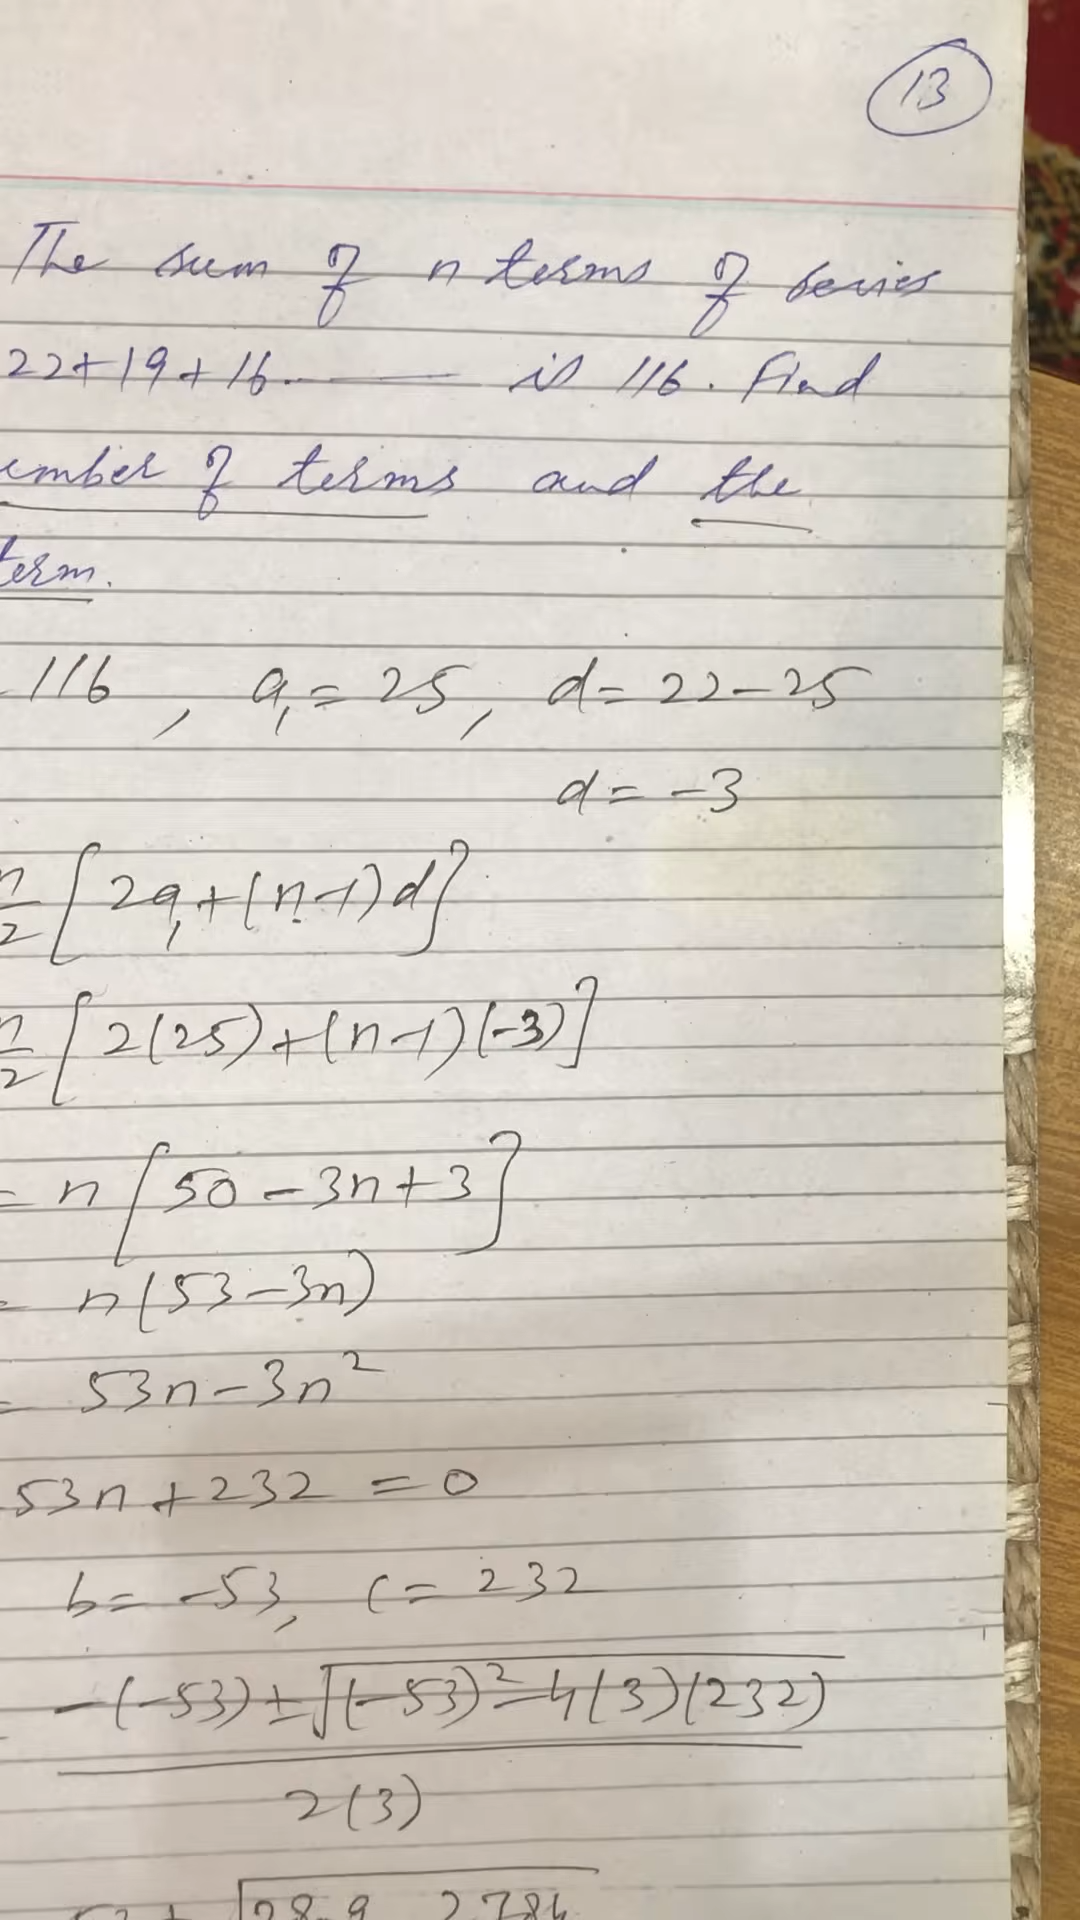 13
The sum of n terms of series
22+19+16 ——— is 116. Find
ember of terms and the
term.
116 , a₁ = 25, d = 22-25
d = -3
n/2 [2a₁+(n-1)d]
n/2 [2(25)+(n-1)(-3)]
= n[50-3n+3]
= n(53-3n)
= 53n-3n²
53n+232 = 0
b = -53, c = 232
-(-53)±√(-53)²-4(3)(232)
2(3)